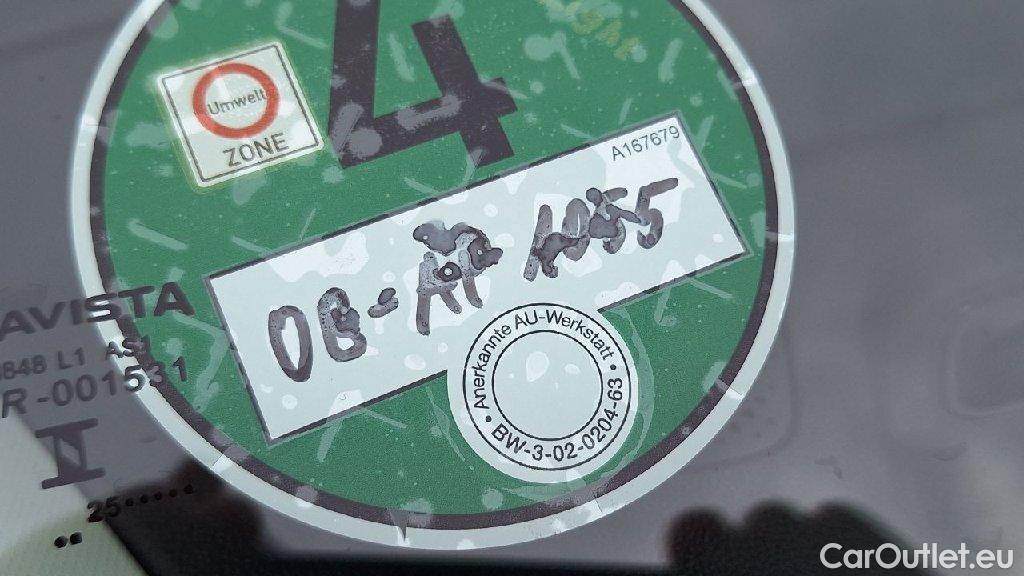 4
Umwelt
ZONE
A167679
AVISTA
848 L1 AS1
R-001531
25
Anerkannte AU-Werkstatt
BW-3-02-0204-63
CarOutlet.eu